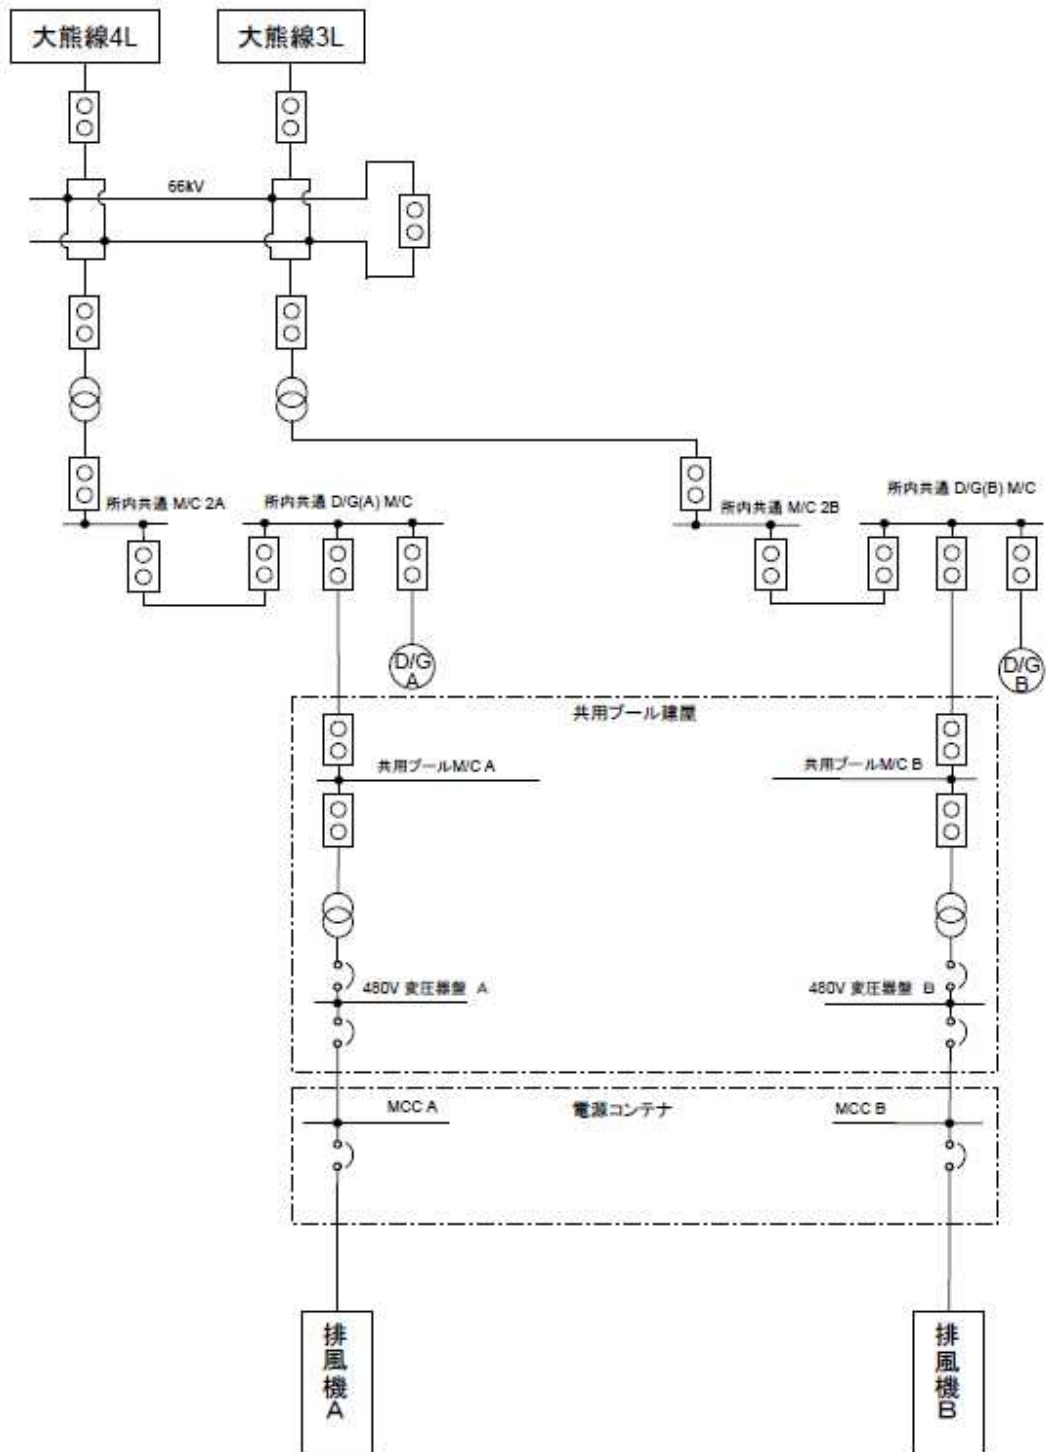 大熊線4L
大熊線3L
66kV
所内共通 M/C 2A
所内共通 D/G(A) M/C
所内共通 M/C 2B
所内共通 D/G(B) M/C
D/G
A
D/G
B
共用プール建屋
共用プールM/C A
共用プールM/C B
480V 変圧器盤 A
480V 変圧器盤 B
MCC A
電源コンテナ
MCC B
排風機A
排風機B